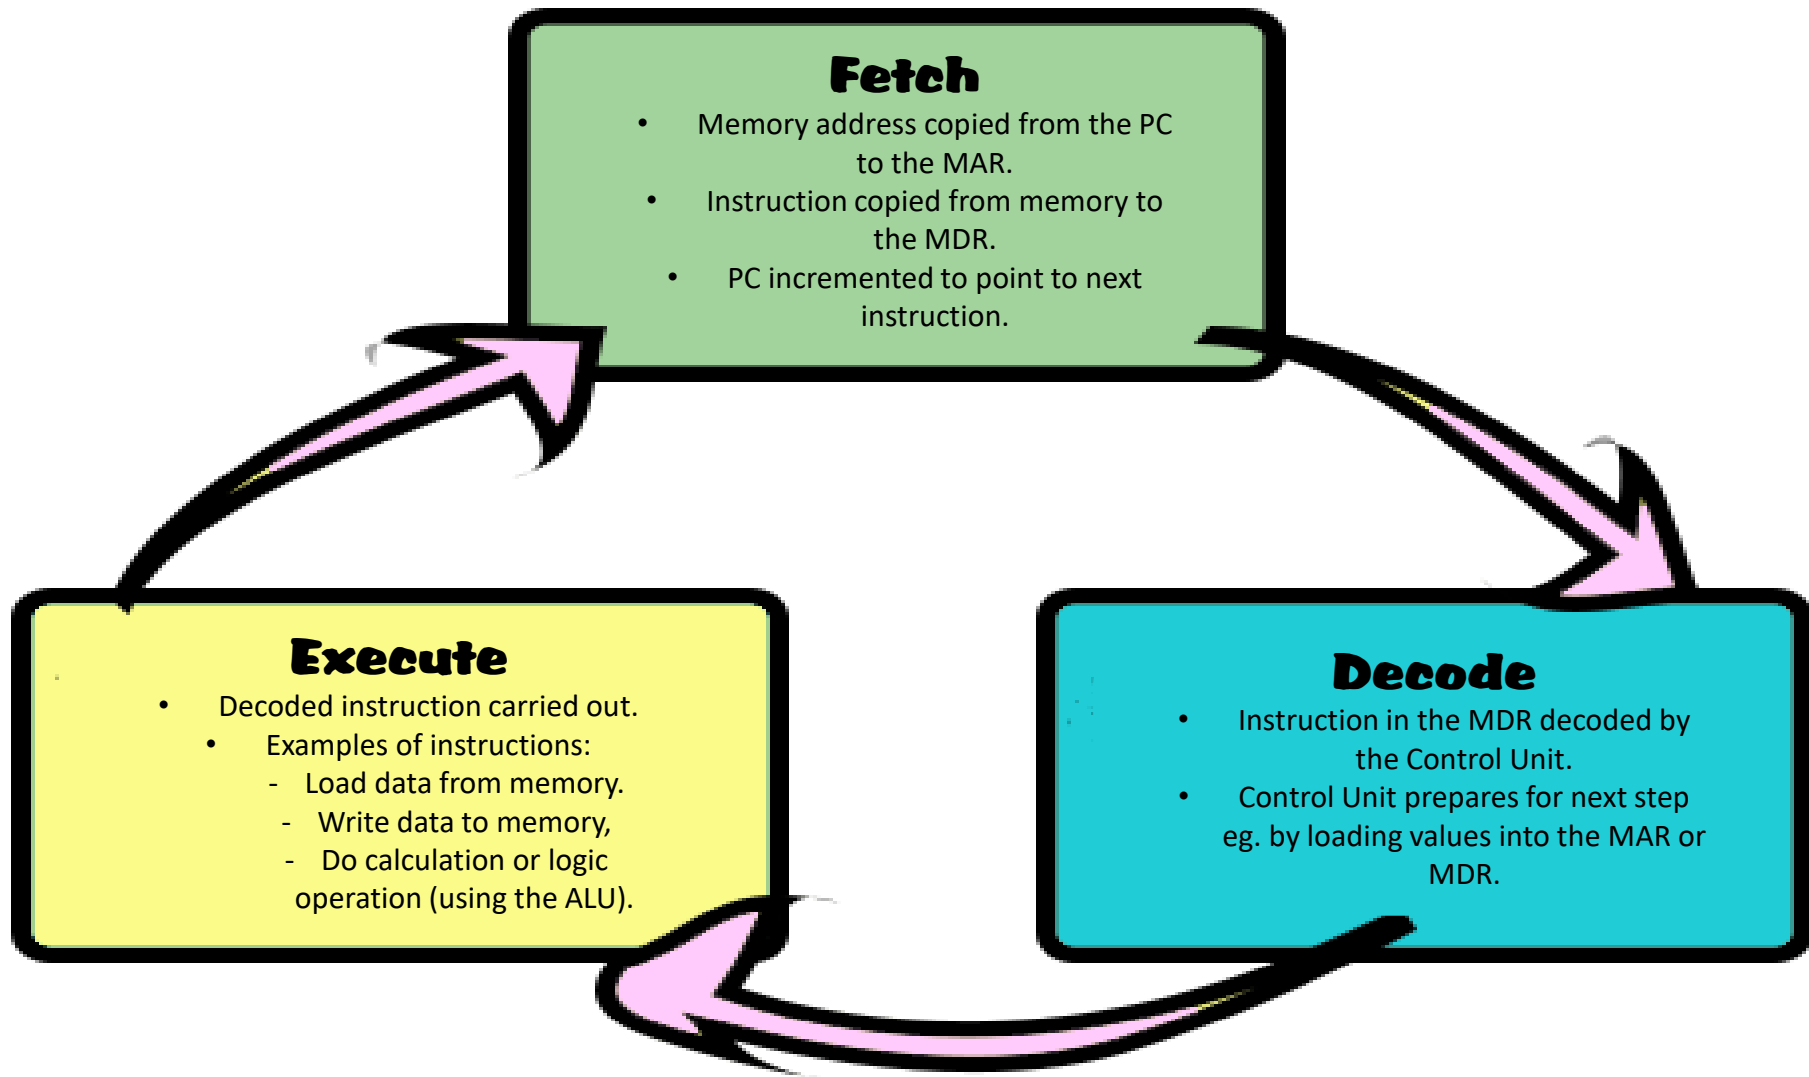 Fetch
• Memory address copied from the PC
to the MAR.
• Instruction copied from memory to
the MDR.
• PC incremented to point to next
instruction.
Decode
• Instruction in the MDR decoded by
the Control Unit.
• Control Unit prepares for next step
eg. by loading values into the MAR or
MDR.
Execute
• Decoded instruction carried out.
• Examples of instructions:
- Load data from memory.
- Write data to memory,
- Do calculation or logic
operation (using the ALU).